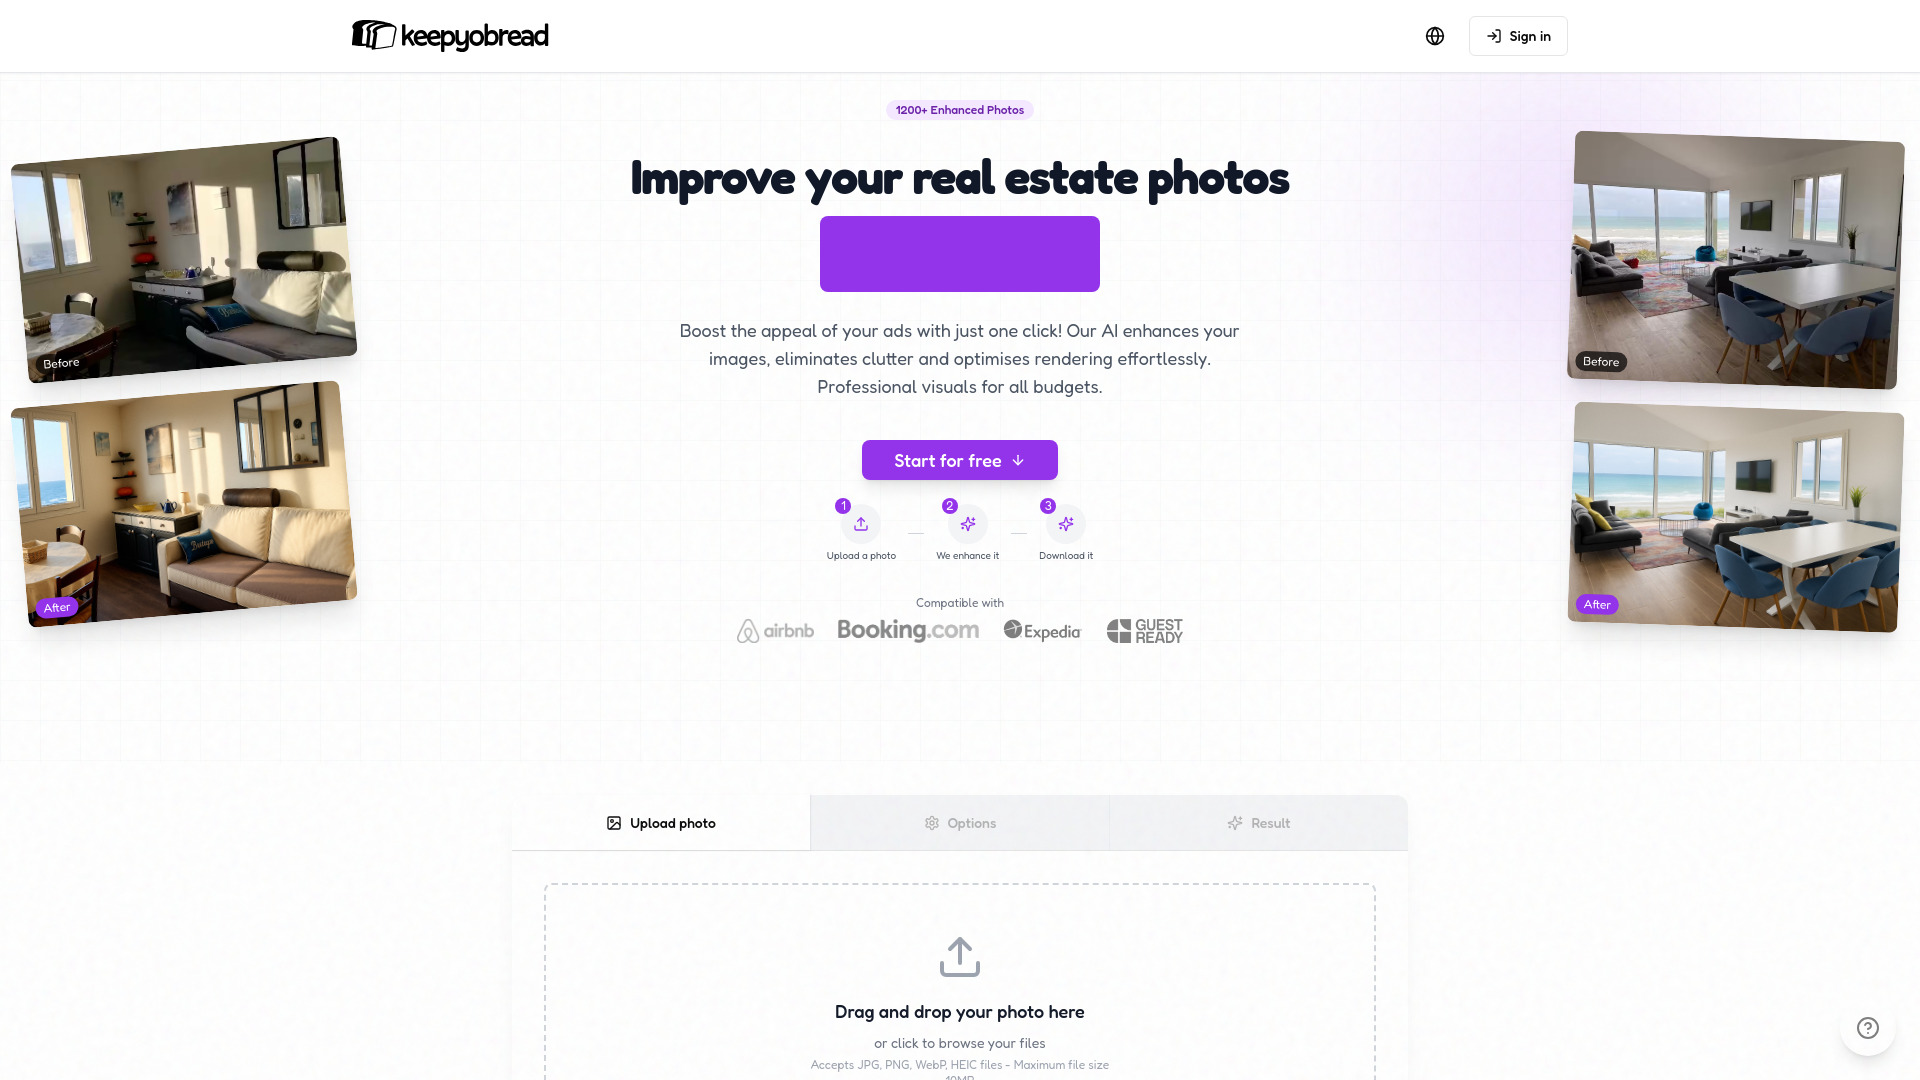 keepyobread
Sign in
1200+ Enhanced Photos
Improve your real estate photos
Boost the appeal of your ads with just one click! Our AI enhances your
images, eliminates clutter and optimises rendering effortlessly.
Professional visuals for all budgets.
Before
Before
Start for free
1
2
3
Upload a photo
We enhance it
Download it
After
After
Compatible with
airbnb
Booking.com
Expedia
GUEST
READY
Upload photo
Options
Result
Drag and drop your photo here
or click to browse your files
Accepts JPG, PNG, WebP, HEIC files - Maximum file size
10MB